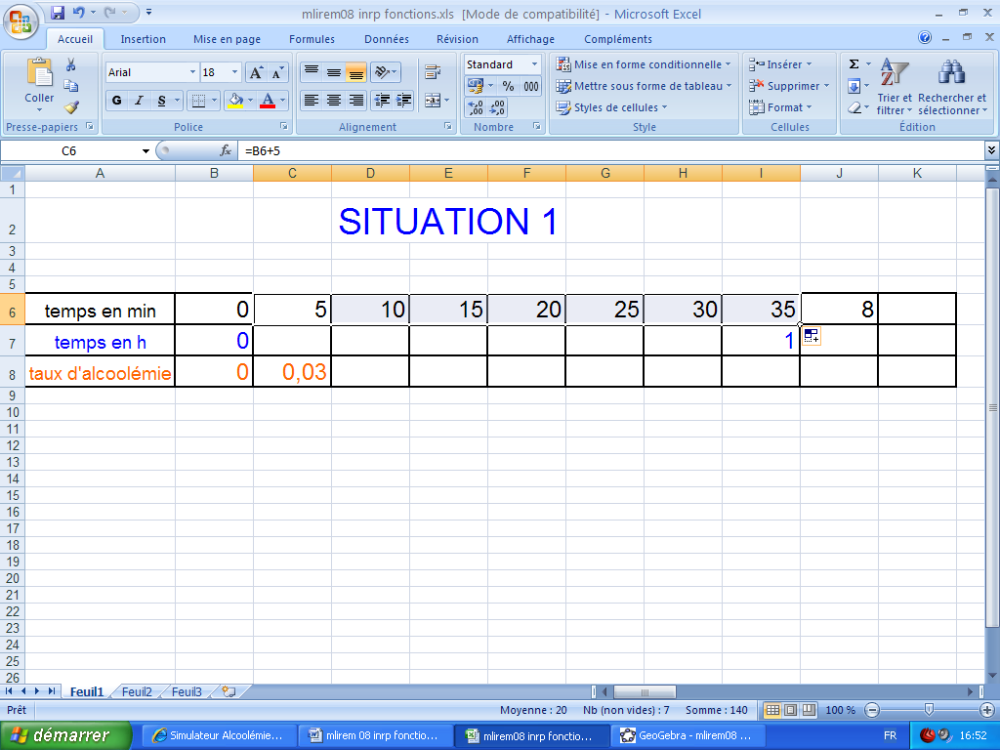 mlirem08 inrp fonctions.xls [Mode de compatibilité] - Microsoft Excel
Accueil Insertion Mise en page Formules Données Révision Affichage Compléments
Arial 18 Standard Mise en forme conditionnelle Insérer Σ
Coller G I S A A A % 000 Mettre sous forme de tableau Supprimer Trier et filtrer Rechercher et sélectionner
Styles de cellules Format
Presse-papiers Police Alignement Nombre Style Cellules Édition
C6 fx =B6+5
A B C D E F G H I J K
1
2 SITUATION 1
3
4
5
6 temps en min 0 5 10 15 20 25 30 35 8
7 temps en h 0 1
8 taux d'alcoolémie 0 0,03
9
10
11
12
13
14
15
16
17
18
19
20
21
22
23
24
25
26
Feuil1 Feuil2 Feuil3
Prêt Moyenne : 20 Nb (non vides) : 7 Somme : 140 100 %
démarrer Simulateur Alcoolémie... mlirem 08 inrp fonctio... mlirem08 inrp fonctio... GeoGebra - mlirem08 ... FR 16:52